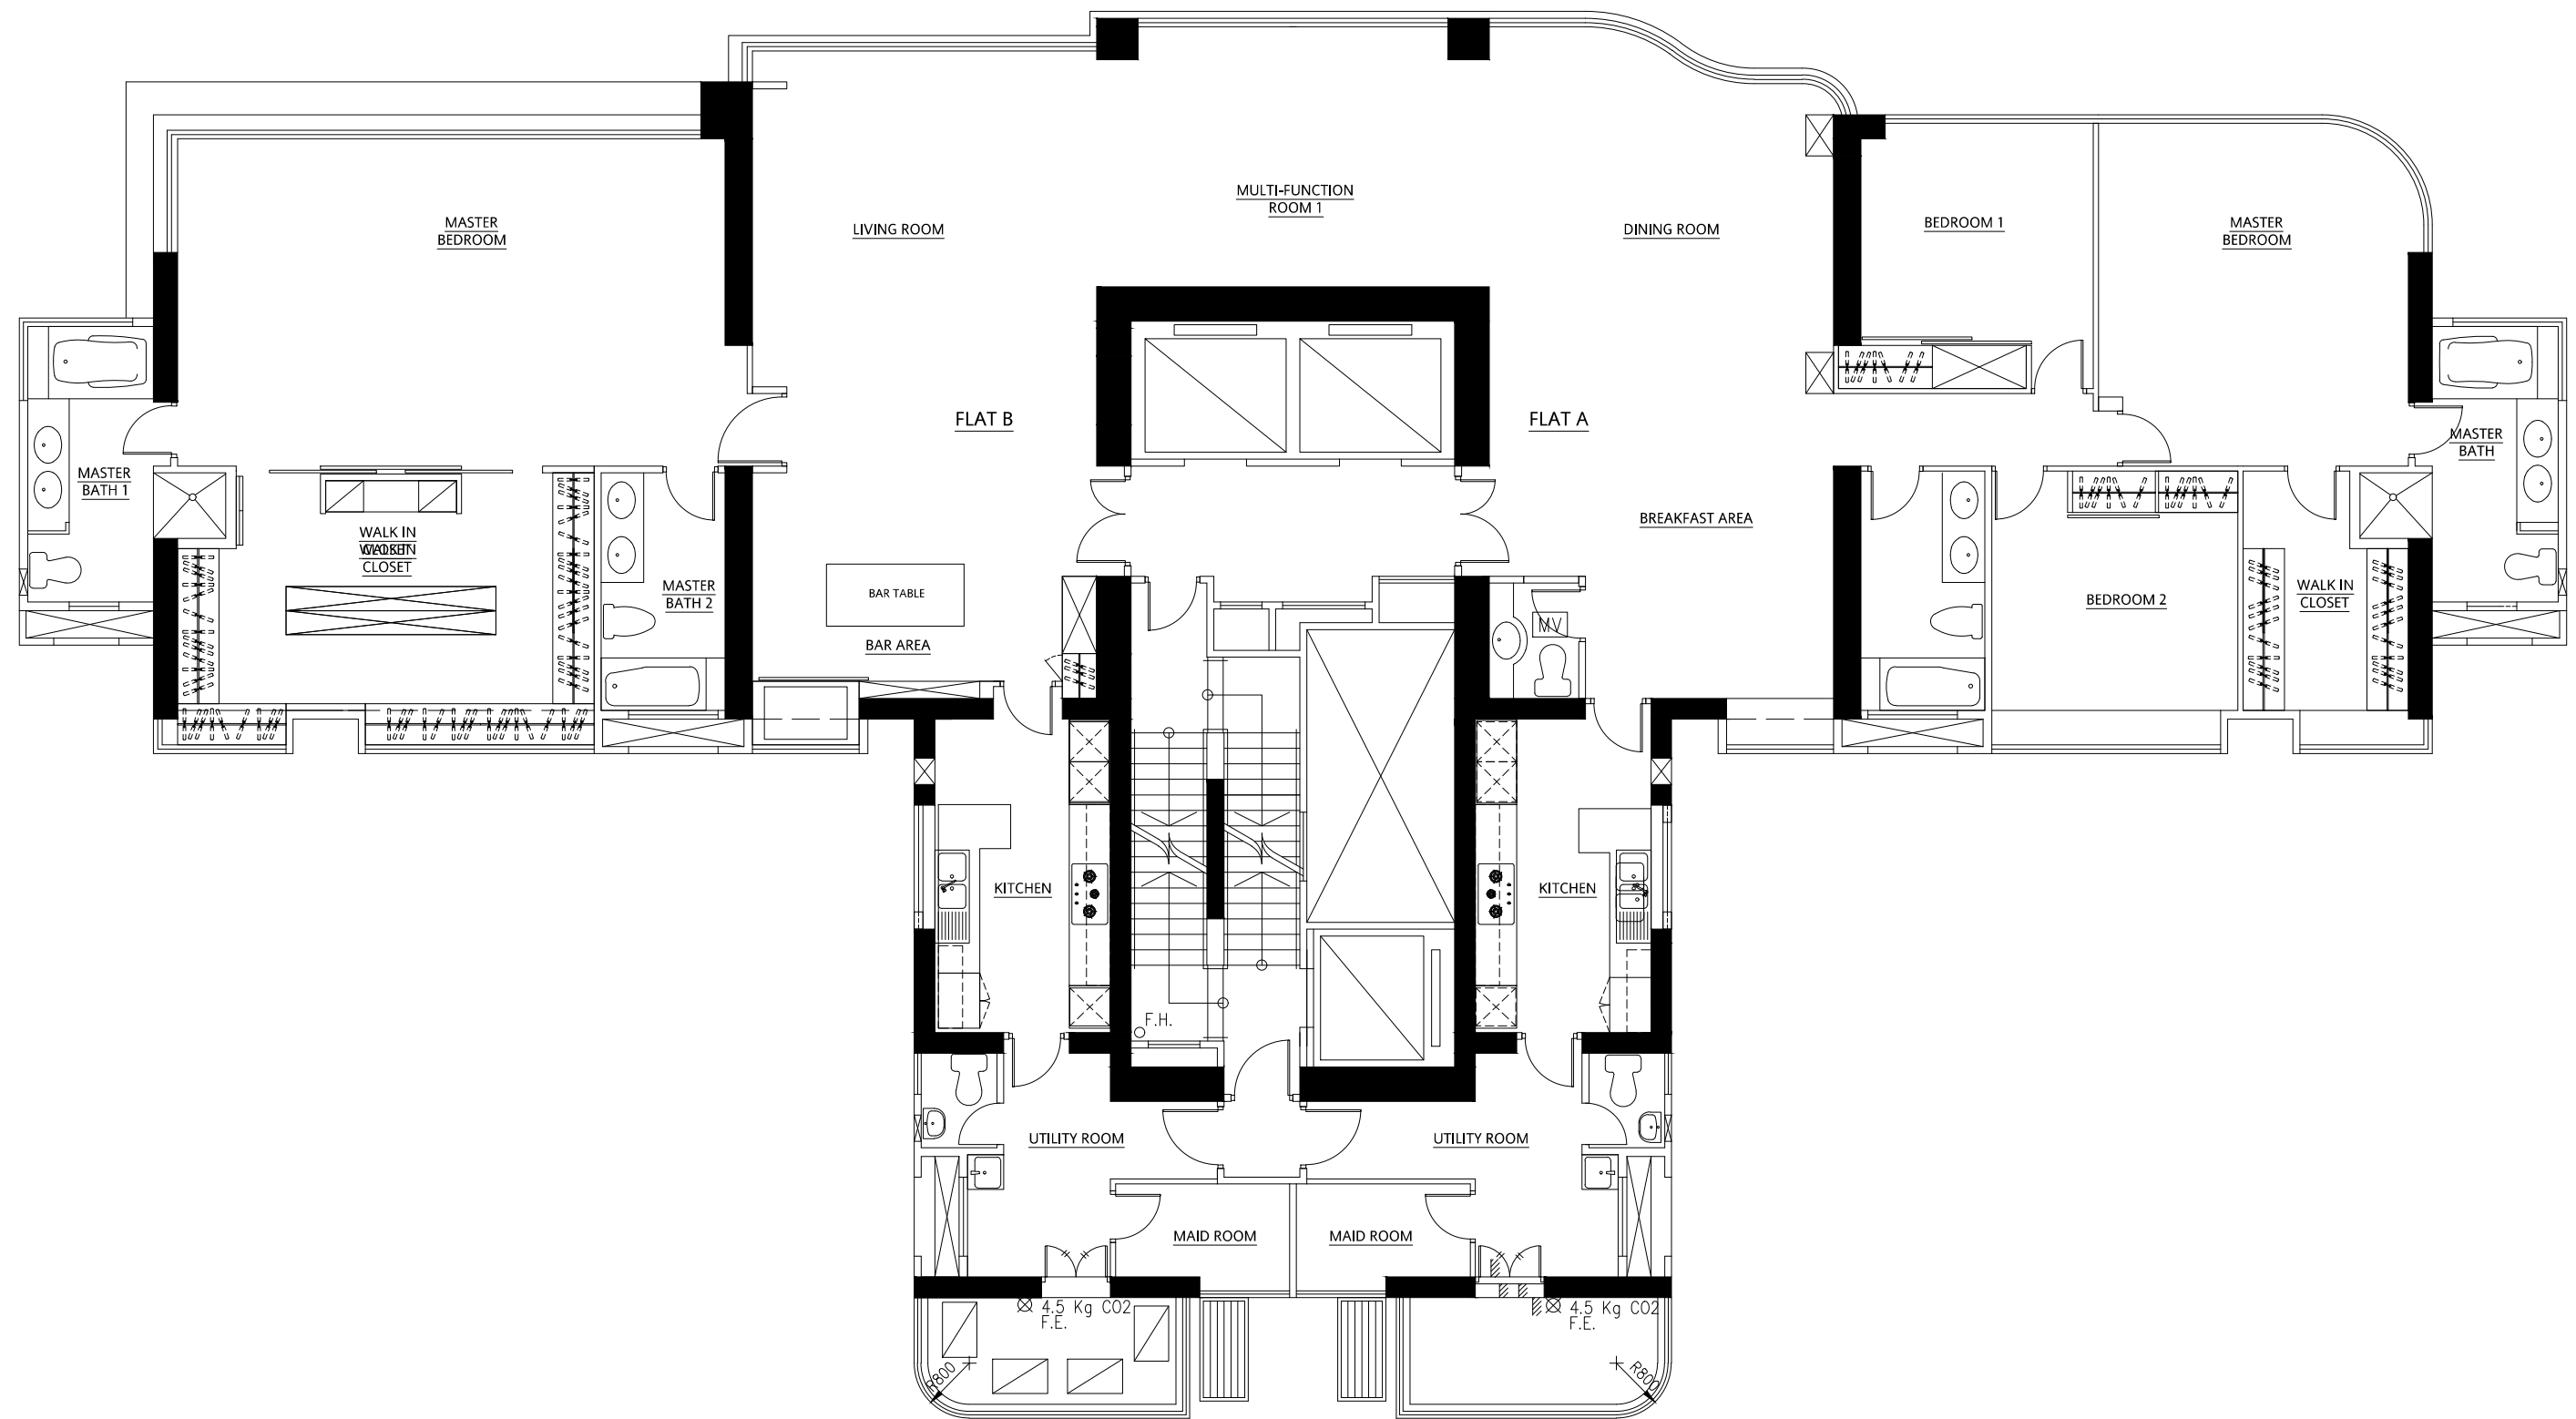 MULTI-FUNCTION
ROOM 1
MASTER
BEDROOM
LIVING ROOM
DINING ROOM
BEDROOM 1
MASTER
BEDROOM
FLAT B
FLAT A
MASTER
BATH 1
MASTER
BATH
WALK IN
CLOSET
WALK IN
CLOSET
BREAKFAST AREA
MASTER
BATH 2
BAR TABLE
BAR AREA
MV
BEDROOM 2
WALK IN
CLOSET
KITCHEN
KITCHEN
F.H.
UTILITY ROOM
UTILITY ROOM
MAID ROOM
MAID ROOM
4.5 Kg CO2
F.E.
4.5 Kg CO2
F.E.
R800
R800